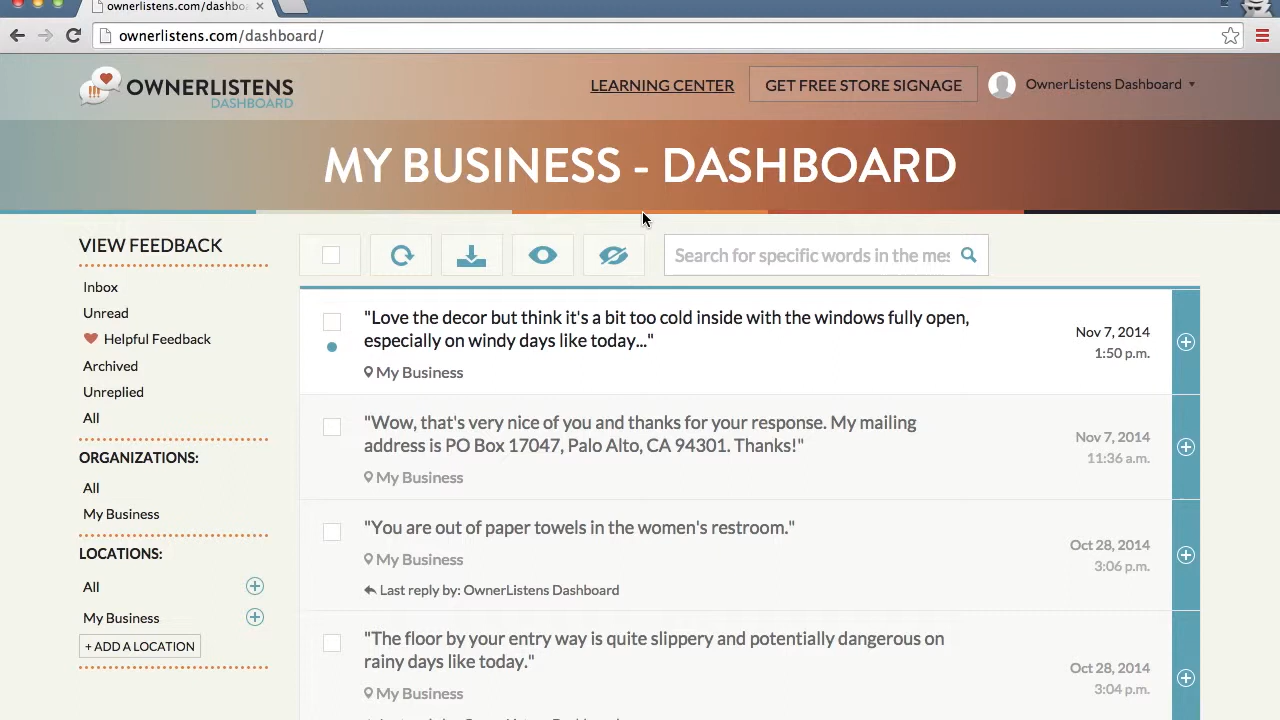 ownerlistens.com/dashbo
ownerlistens.com/dashboard/
OWNERLISTENS
DASHBOARD
LEARNING CENTER
GET FREE STORE SIGNAGE
OwnerListens Dashboard
MY BUSINESS - DASHBOARD
VIEW FEEDBACK
Inbox
Unread
Helpful Feedback
Archived
Unreplied
All
ORGANIZATIONS:
All
My Business
LOCATIONS:
All
My Business
+ ADD A LOCATION
Search for specific words in the mes
"Love the decor but think it's a bit too cold inside with the windows fully open,
especially on windy days like today..."
My Business
Nov 7, 2014
1:50 p.m.
"Wow, that's very nice of you and thanks for your response. My mailing
address is PO Box 17047, Palo Alto, CA 94301. Thanks!"
My Business
Nov 7, 2014
11:36 a.m.
"You are out of paper towels in the women's restroom."
My Business
Last reply by: OwnerListens Dashboard
Oct 28, 2014
3:06 p.m.
"The floor by your entry way is quite slippery and potentially dangerous on
rainy days like today."
My Business
Oct 28, 2014
3:04 p.m.